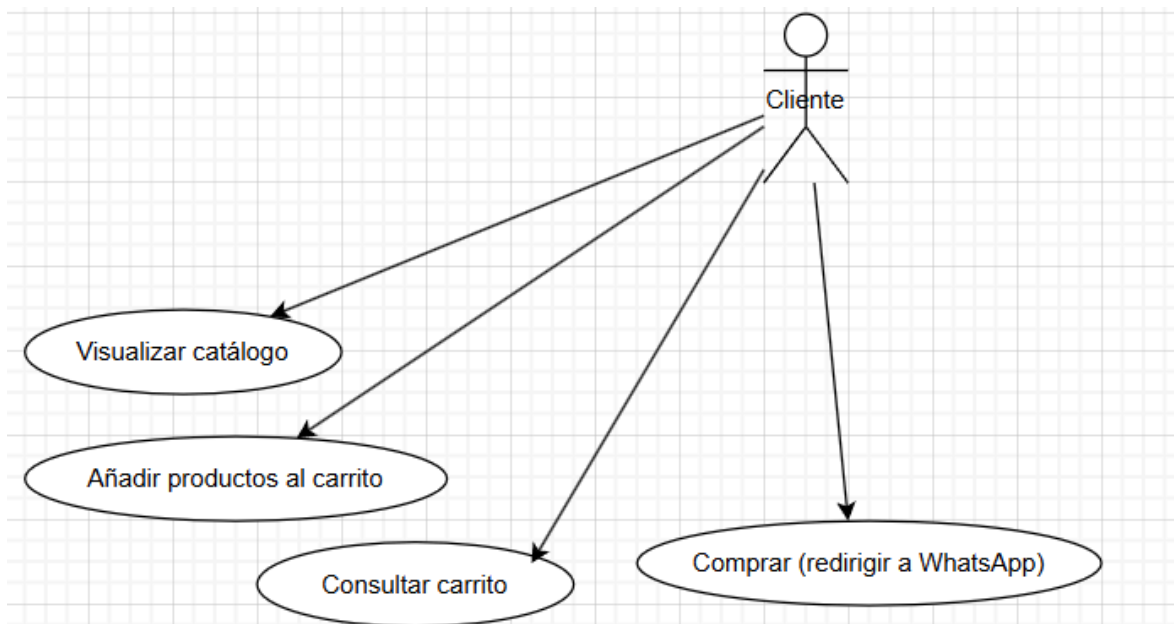 Cliente
Visualizar catálogo
Añadir productos al carrito
Consultar carrito
Comprar (redirigir a WhatsApp)